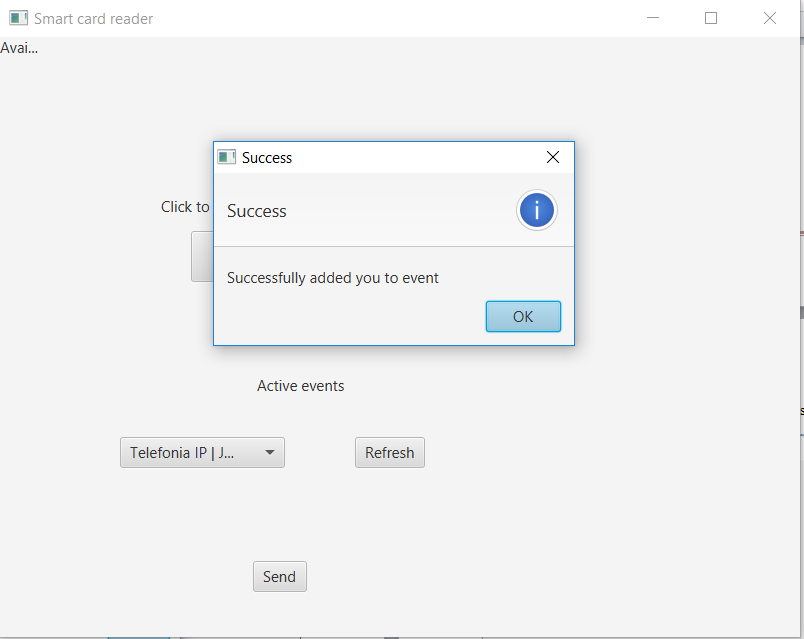 Smart card reader
Avai...
Success
Success
Click to
Successfully added you to event
OK
Active events
Telefonia IP | J...
Refresh
Send